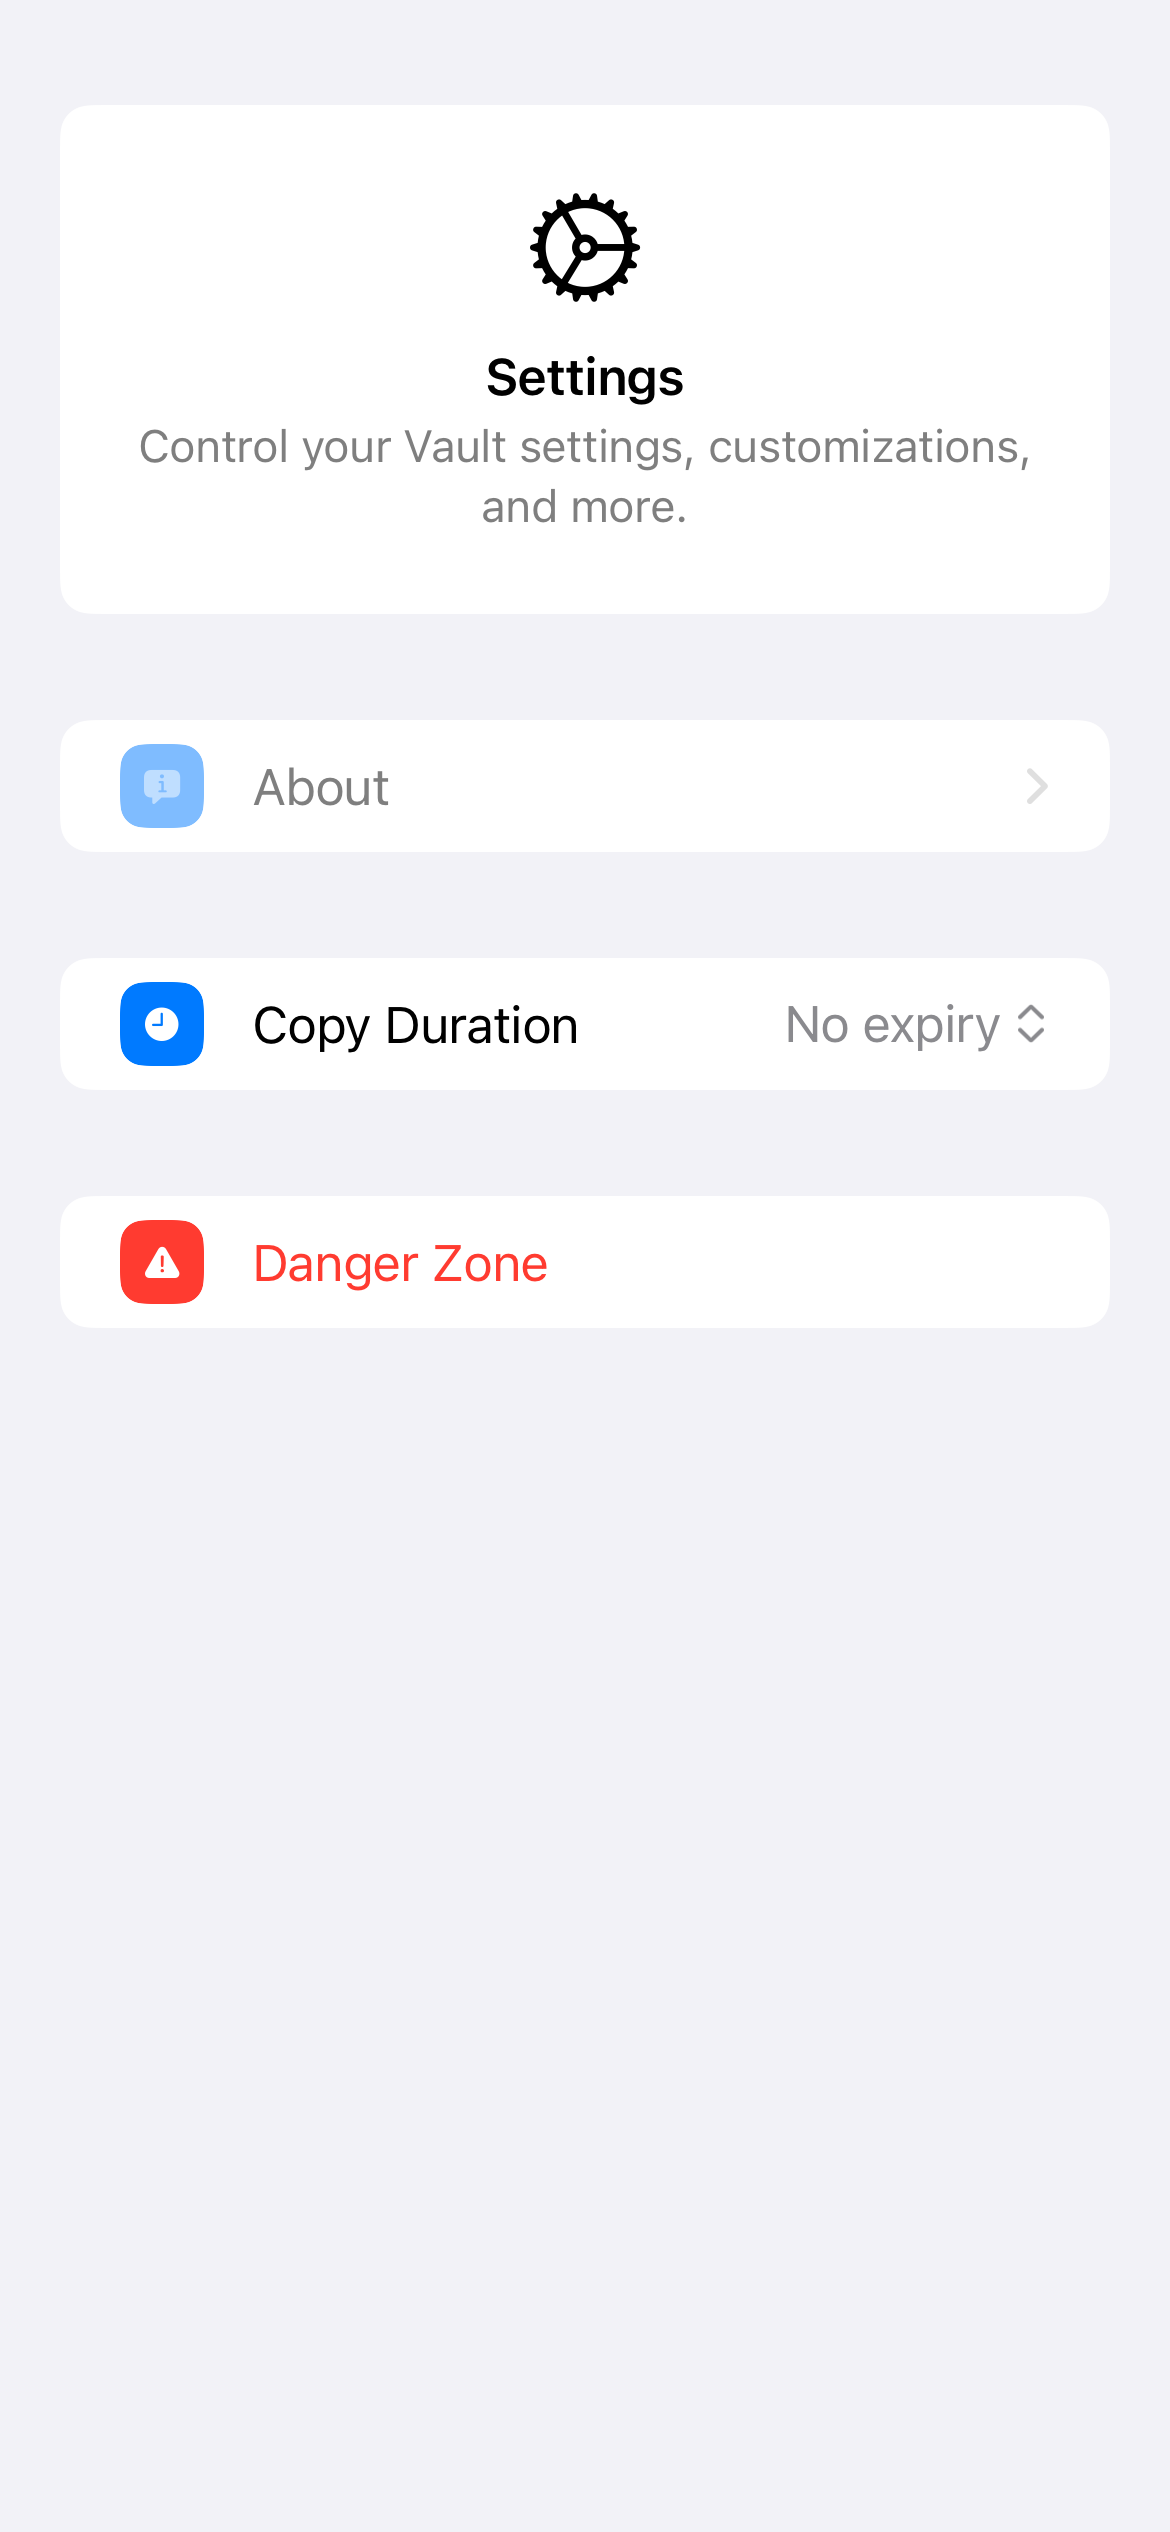 Settings
Control your Vault settings, customizations,
and more.
About
Copy Duration No expiry
Danger Zone